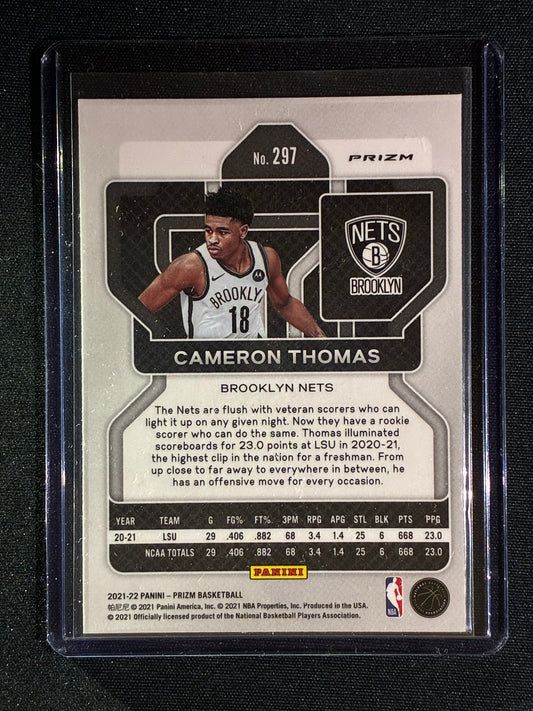 No. 297
PRIZM
NETS
B
BROOKLYN
BROOKLYN
18
CAMERON THOMAS
BROOKLYN NETS
The Nets are flush with veteran scorers who can
light it up on any given night. Now they have a rookie
scorer who can do the same. Thomas illuminated
scoreboards for 23.0 points at LSU in 2020-21,
the highest clip in the nation for a freshman. From
up close to far away to everywhere in between, he
has an offensive move for every occasion.
YEAR TEAM G FG% FT% 3PM RPG APG STL BLK PTS PPG
20-21 LSU 29 .406 .882 68 3.4 1.4 25 6 668 23.0
NCAA TOTALS 29 .406 .882 68 3.4 1.4 25 6 668 23.0
PANINI
2021-22 PANINI – PRIZM BASKETBALL
帕尼尼 © 2021 Panini America, Inc. © 2021 NBA Properties, Inc. Produced in the USA.
© 2021 Officially licensed product of the National Basketball Players Association.
NBA